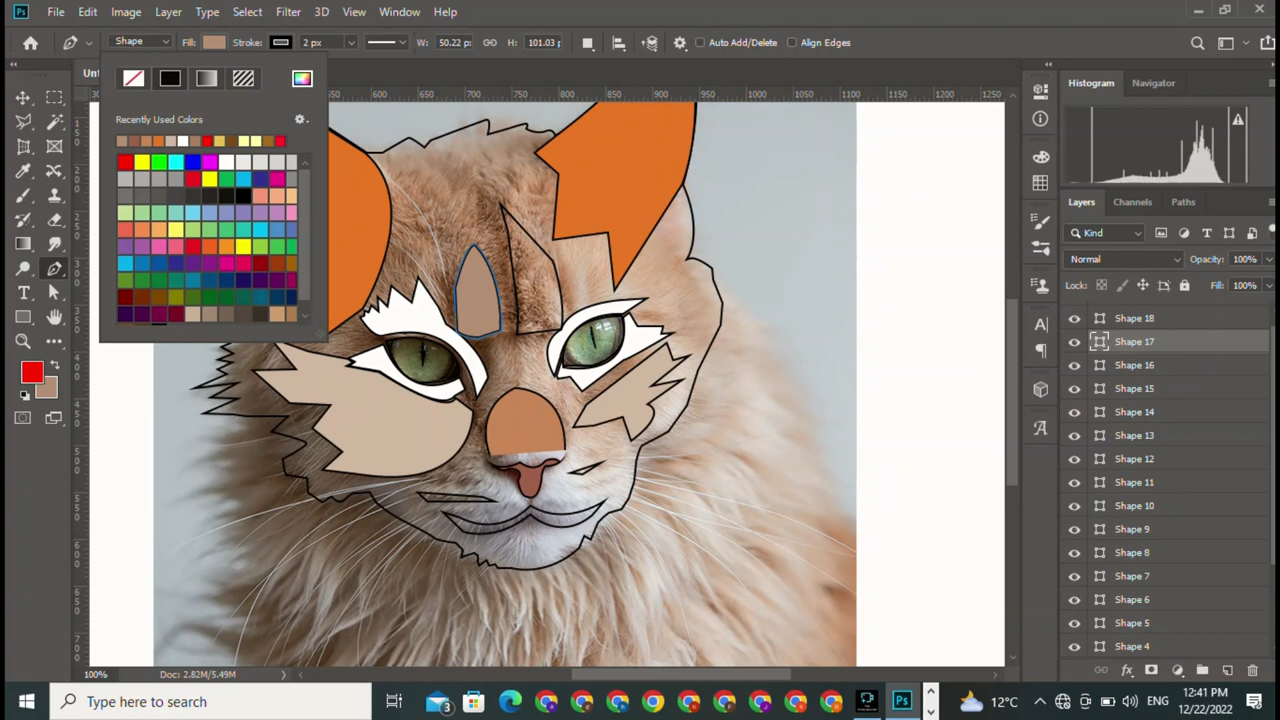 Ps File Edit Image Layer Type Select Filter 3D View Window Help
Shape Fill: Stroke: 2 px W: 50.22 p: H: 101.03 p Auto Add/Delete Align Edges
Unt
Recently Used Colors
600 650 700 750 800 850 900 950 1000 1050 1100 1150 1200 1250
Histogram Navigator
Layers Channels Paths
Kind
Normal Opacity: 100%
Fill: 100%
Shape 18
Shape 17
Shape 16
Shape 15
Shape 14
Shape 13
Shape 12
Shape 11
Shape 10
Shape 9
Shape 8
Shape 7
Shape 6
Shape 5
Shape 4
100% Doc: 2.82M/5.49M
Type here to search
3
Ps
12°C
ENG
12:41 PM
12/22/2022